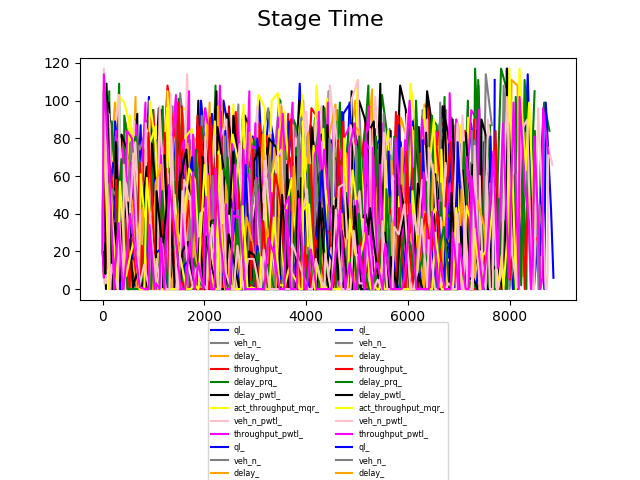 Stage Time
120
100
80
60
40
20
0
0 2000 4000 6000 8000
ql_ ql_
veh_n_ veh_n_
delay_ delay_
throughput_ throughput_
delay_prq_ delay_prq_
delay_pwtl_ delay_pwtl_
act_throughput_mqr_ act_throughput_mqr_
veh_n_pwtl_ veh_n_pwtl_
throughput_pwtl_ throughput_pwtl_
ql_ ql_
veh_n_ veh_n_
delay_ delay_